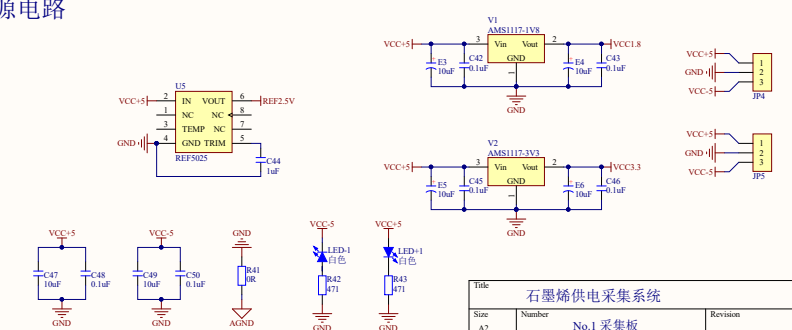 源电路
V1
AMS1117-1V8
VCC+5
3
Vin
Vout
2
VCC1.8
GND
1
E3
10uF
C42
0.1uF
E4
10uF
C43
0.1uF
GND
VCC+5
GND
VCC-5
1
2
3
JP4
U5
VCC+5
2
IN
VOUT
6
REF2.5V
1
NC
NC
8
3
TEMP
NC
7
GND
4
GND
TRIM
5
REF5025
C44
1uF
V2
AMS1117-3V3
VCC+5
3
Vin
Vout
2
VCC3.3
GND
1
E5
10uF
C45
0.1uF
E6
10uF
C46
0.1uF
GND
VCC+5
GND
VCC-5
1
2
3
JP5
VCC+5
C47
10uF
C48
0.1uF
GND
VCC-5
C49
10uF
C50
0.1uF
GND
GND
R41
0R
AGND
VCC-5
LED-1
白色
R42
471
GND
VCC+5
LED+1
白色
R43
471
GND
Title
石墨烯供电采集系统
Size
Number
Revision
A2
No.1 采集板